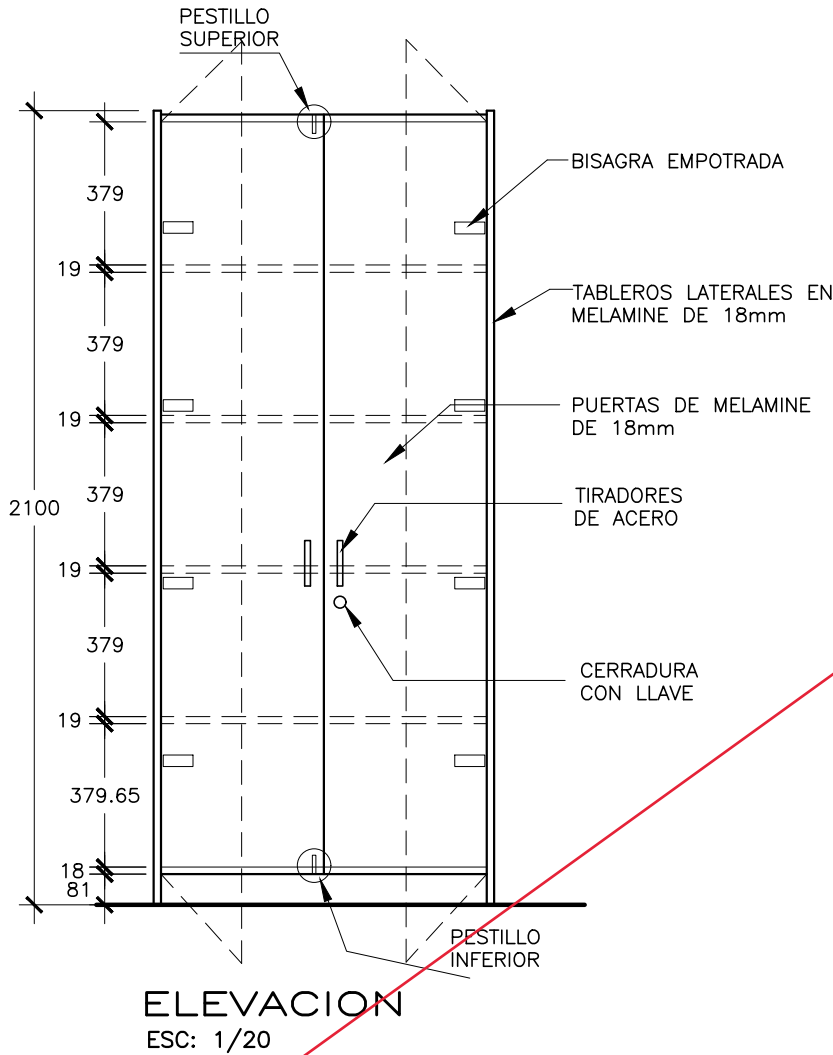 PESTILLO
SUPERIOR
BISAGRA EMPOTRADA
379
19
TABLEROS LATERALES EN
MELAMINE DE 18mm
379
PUERTAS DE MELAMINE
DE 18mm
19
379
2100
TIRADORES
DE ACERO
19
379
CERRADURA
CON LLAVE
19
379.65
18
81
PESTILLO
INFERIOR
ELEVACION
ESC: 1/20